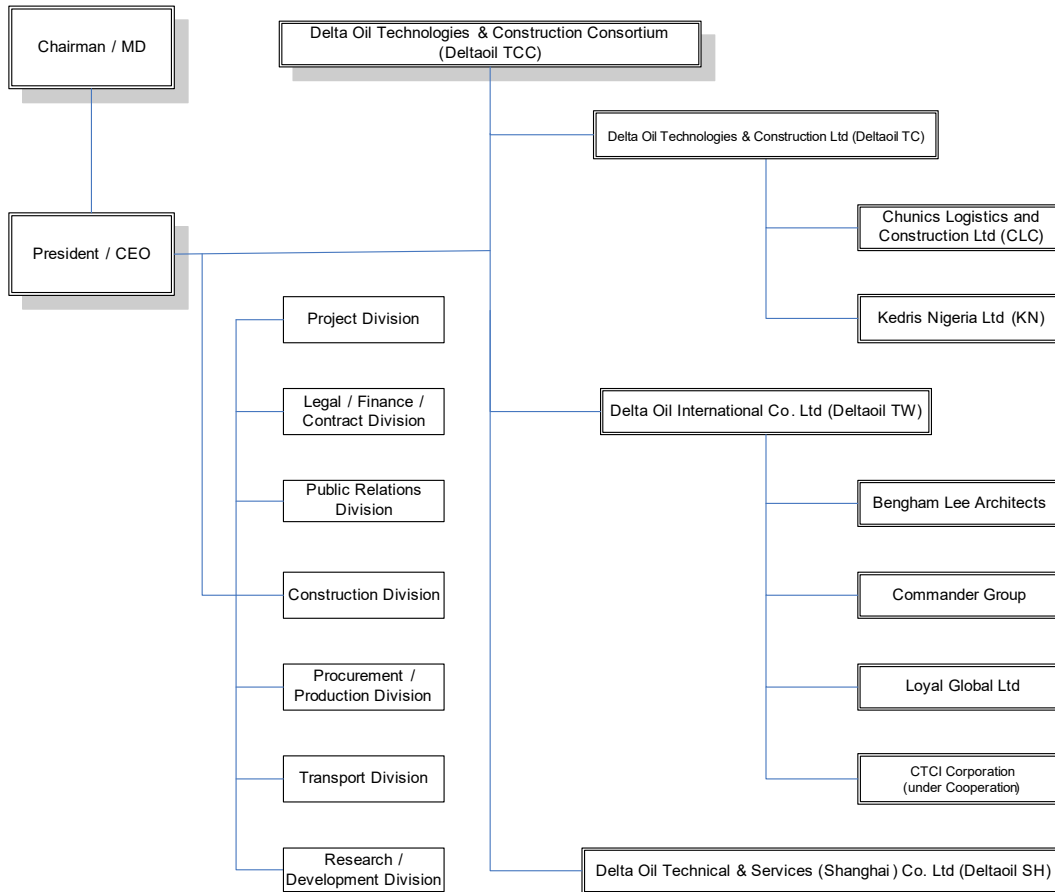 Chairman / MD
Delta Oil Technologies & Construction Consortium
(Deltaoil TCC)
Delta Oil Technologies & Construction Ltd (Deltaoil TC)
President / CEO
Chunics Logistics and
Construction Ltd (CLC)
Kedris Nigeria Ltd (KN)
Project Division
Legal / Finance /
Contract Division
Public Relations
Division
Construction Division
Procurement /
Production Division
Transport Division
Research /
Development Division
Delta Oil International Co. Ltd (Deltaoil TW)
Bengham Lee Architects
Commander Group
Loyal Global Ltd
CTCI Corporation
(under Cooperation)
Delta Oil Technical & Services (Shanghai) Co. Ltd (Deltaoil SH)